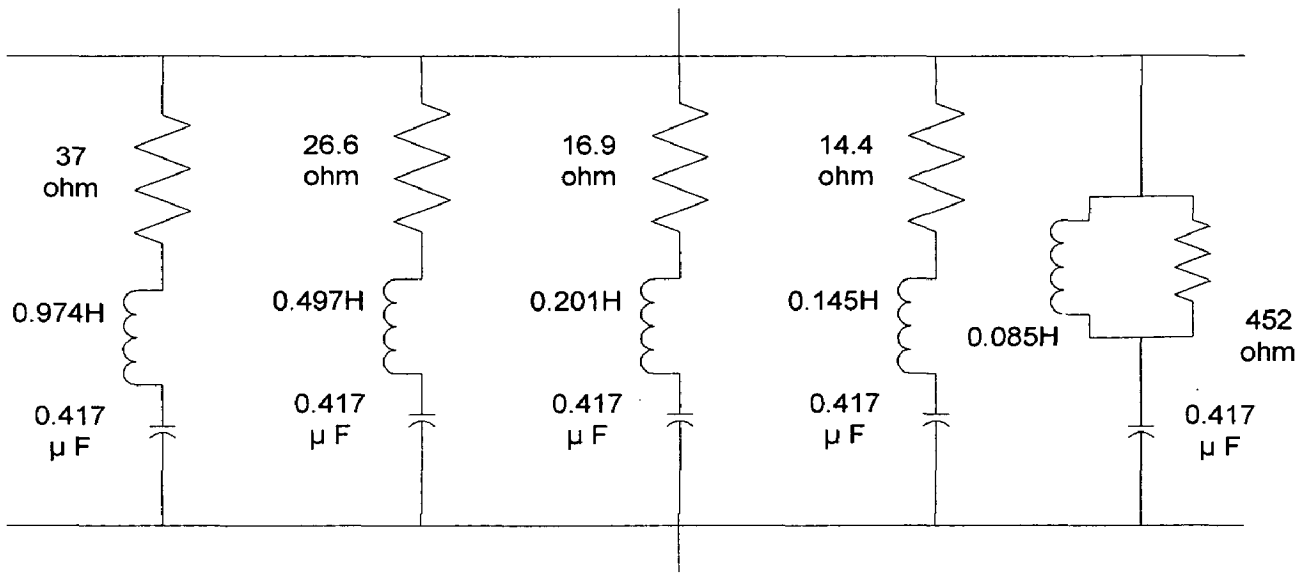 37
ohm
26.6
ohm
16.9
ohm
14.4
ohm
0.974H
0.497H
0.201H
0.145H
0.085H
452
ohm
0.417
µ F
0.417
µ F
0.417
µ F
0.417
µ F
0.417
µ F